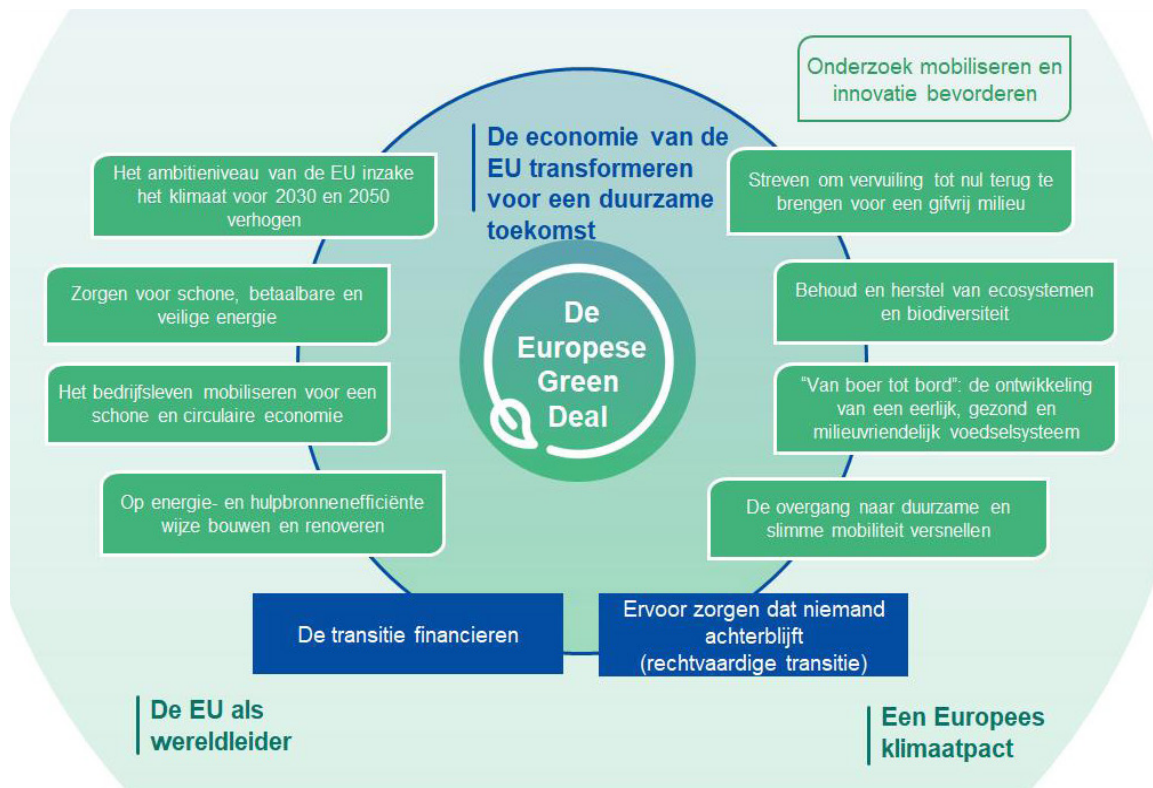 Onderzoek mobiliseren en
innovatie bevorderen
De economie van de
EU transformeren
voor een duurzame
toekomst
Het ambitieniveau van de EU inzake
het klimaat voor 2030 en 2050
verhogen
Streven om vervuiling tot nul terug te
brengen voor een gifvrij milieu
Zorgen voor schone, betaalbare en
veilige energie
Behoud en herstel van ecosystemen
en biodiversiteit
De
Europese
Green
Deal
Het bedrijfsleven mobiliseren voor een
schone en circulaire economie
“Van boer tot bord”: de ontwikkeling
van een eerlijk, gezond en
milieuvriendelijk voedselsysteem
Op energie- en hulpbronnenefficiënte
wijze bouwen en renoveren
De overgang naar duurzame en
slimme mobiliteit versnellen
De transitie financieren
Ervoor zorgen dat niemand
achterblijft
(rechtvaardige transitie)
De EU als
wereldleider
Een Europees
klimaatpact